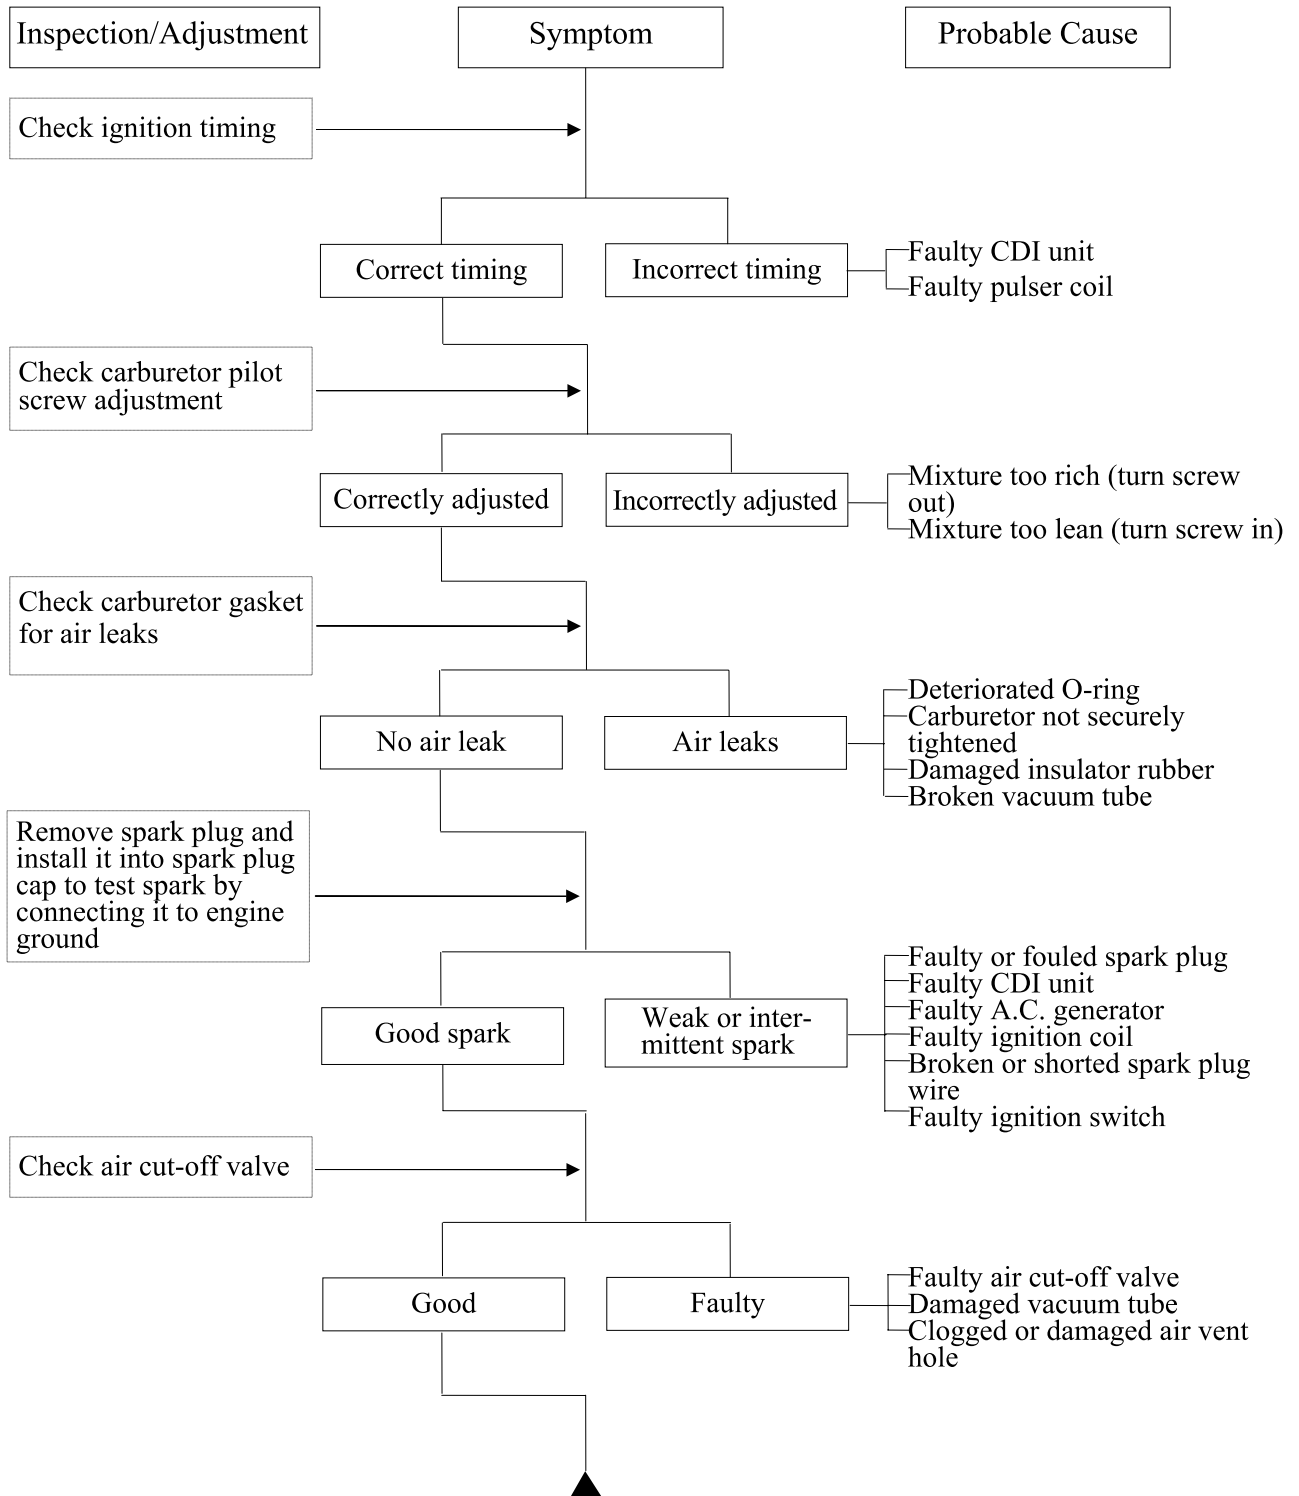 Inspection/Adjustment
Symptom
Probable Cause
Check ignition timing
Correct timing
Incorrect timing
Faulty CDI unit
Faulty pulser coil
Check carburetor pilot
screw adjustment
Correctly adjusted
Incorrectly adjusted
Mixture too rich (turn screw
out)
Mixture too lean (turn screw in)
Check carburetor gasket
for air leaks
No air leak
Air leaks
Deteriorated O-ring
Carburetor not securely
tightened
Damaged insulator rubber
Broken vacuum tube
Remove spark plug and
install it into spark plug
cap to test spark by
connecting it to engine
ground
Good spark
Weak or inter-
mittent spark
Faulty or fouled spark plug
Faulty CDI unit
Faulty A.C. generator
Faulty ignition coil
Broken or shorted spark plug
wire
Faulty ignition switch
Check air cut-off valve
Good
Faulty
Faulty air cut-off valve
Damaged vacuum tube
Clogged or damaged air vent
hole